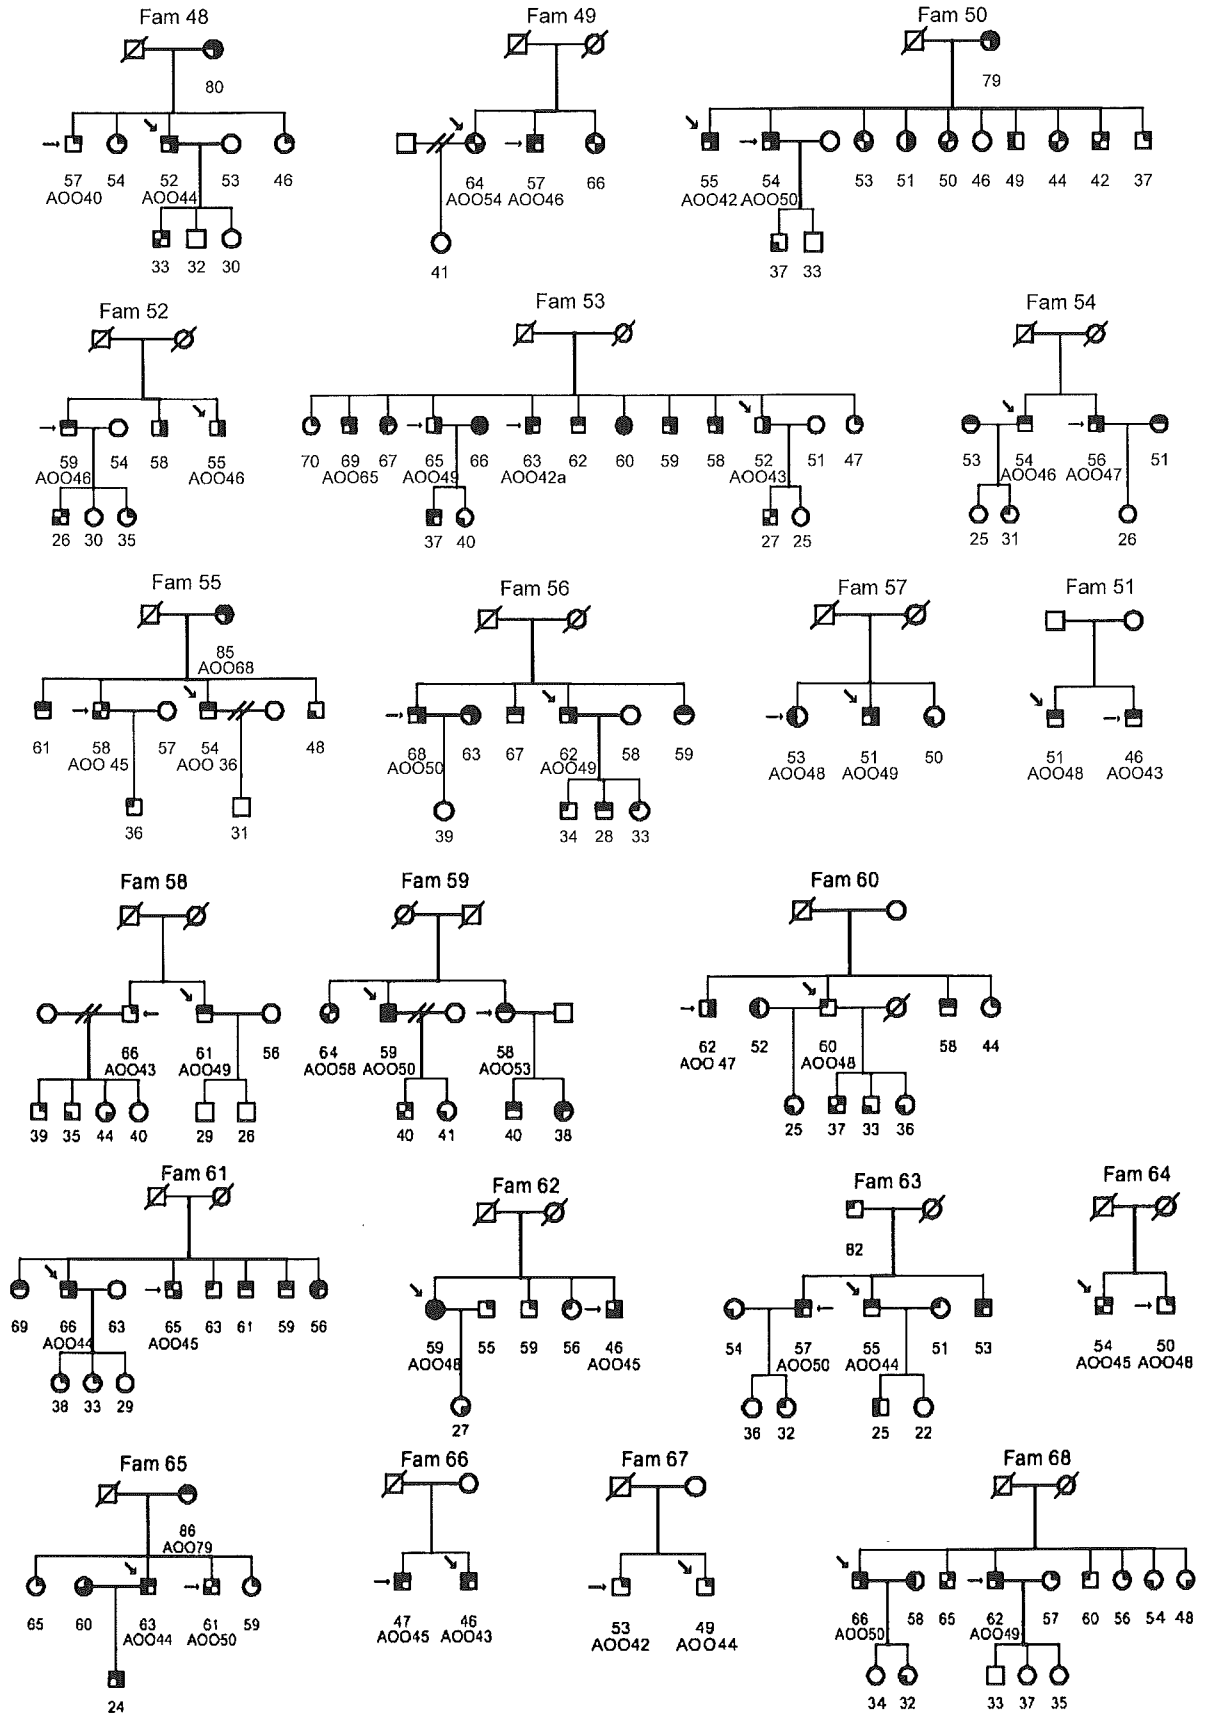 Fam 48
80
57 54 52 53 46
AOO40 AOO44
33 32 30
Fam 49
64 57 66
AOO54 AOO46
41
Fam 50
79
55 54 53 51 50 46 49 44 42 37
AOO42 AOO50
37 33
Fam 52
59 54 58 55
AOO46 AOO46
26 30 35
Fam 53
70 69 67 65 66 63 62 60 59 58 52 51 47
AOO65 AOO49 AOO42a AOO43
37 40 27 25
Fam 54
53 54 56 51
AOO46 AOO47
25 31 26
Fam 55
85
AOO68
61 58 57 54 48
AOO 45 AOO 36
36 31
Fam 56
68 63 67 62 58 59
AOO50 AOO49
39 34 28 33
Fam 57
53 51 50
AOO48 AOO49
Fam 51
51 46
AOO48 AOO43
Fam 58
66 61 56
AOO43 AOO49
39 35 44 40 29 26
Fam 59
64 59 58
AOO58 AOO50 AOO53
40 41 40 38
Fam 60
62 52 60 58 44
AOO 47 AOO48
25 37 33 36
Fam 61
69 66 63 65 63 61 59 56
AOO44 AOO45
38 33 29
Fam 62
59 55 59 56 46
AOO48 AOO45
27
Fam 63
82
54 57 55 51 53
AOO50 AOO44
36 32 25 22
Fam 64
54 50
AOO45 AOO48
Fam 65
86
AOO79
65 60 63 61 59
AOO44 AOO50
24
Fam 66
47 46
AOO45 AOO43
Fam 67
53 49
AOO42 AOO44
Fam 68
66 58 65 62 57 60 56 54 48
AOO50 AOO49
34 32 33 37 35